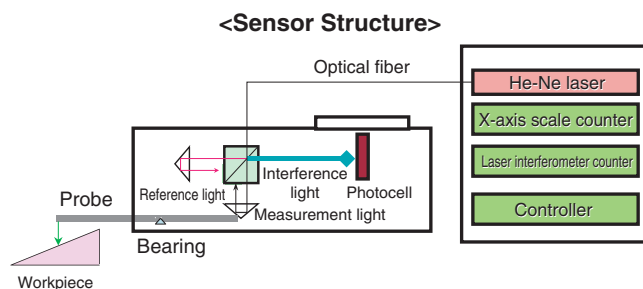 <Sensor Structure>
Optical fiber
He-Ne laser
X-axis scale counter
Laser interferometer counter
Controller
Reference light
Interference
light
Photocell
Measurement light
Probe
Bearing
Workpiece